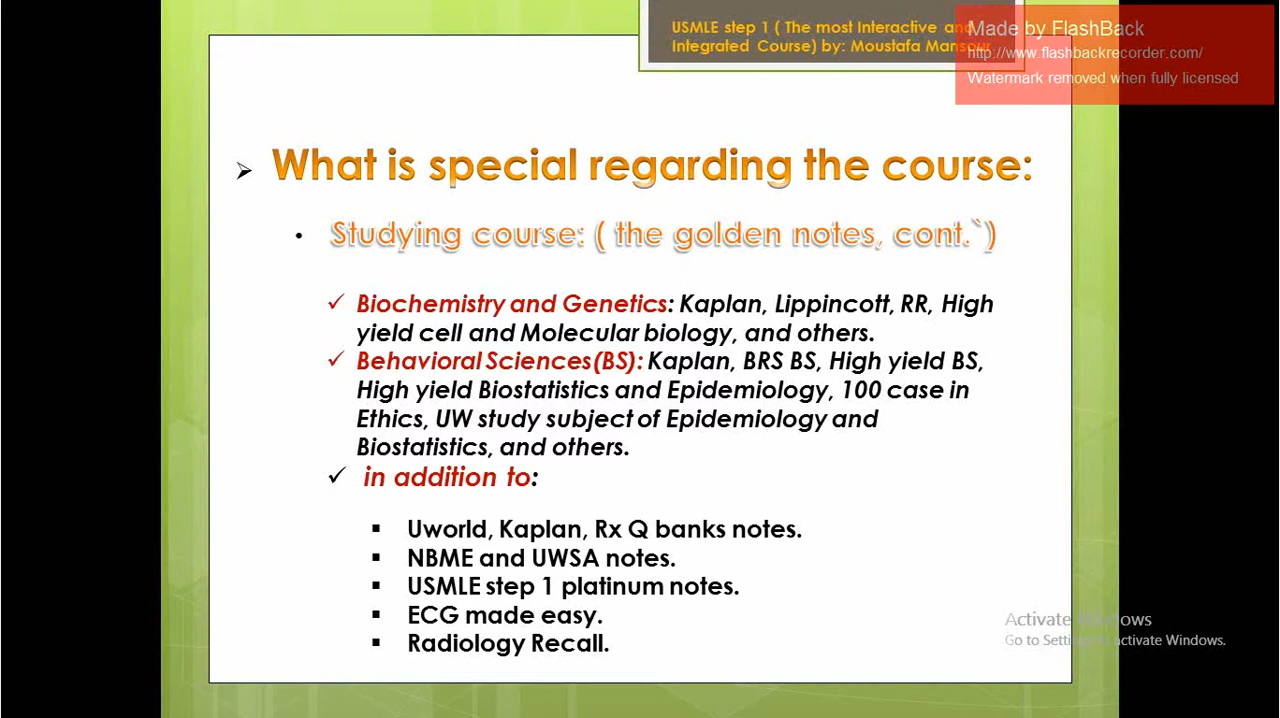 USMLE step 1 ( The most Interactive and
Integrated Course) by: Moustafa Mansour
Made by FlashBack
http://www.flashbackrecorder.com/
Watermark removed when fully licensed
➢ What is special regarding the course:
• Studying course: ( the golden notes, cont.`)
✓ Biochemistry and Genetics: Kaplan, Lippincott, RR, High
yield cell and Molecular biology, and others.
✓ Behavioral Sciences(BS): Kaplan, BRS BS, High yield BS,
High yield Biostatistics and Epidemiology, 100 case in
Ethics, UW study subject of Epidemiology and
Biostatistics, and others.
✓ in addition to:
▪ Uworld, Kaplan, Rx Q banks notes.
▪ NBME and UWSA notes.
▪ USMLE step 1 platinum notes.
▪ ECG made easy.
▪ Radiology Recall.
Activate Windows
Go to Settings to activate Windows.